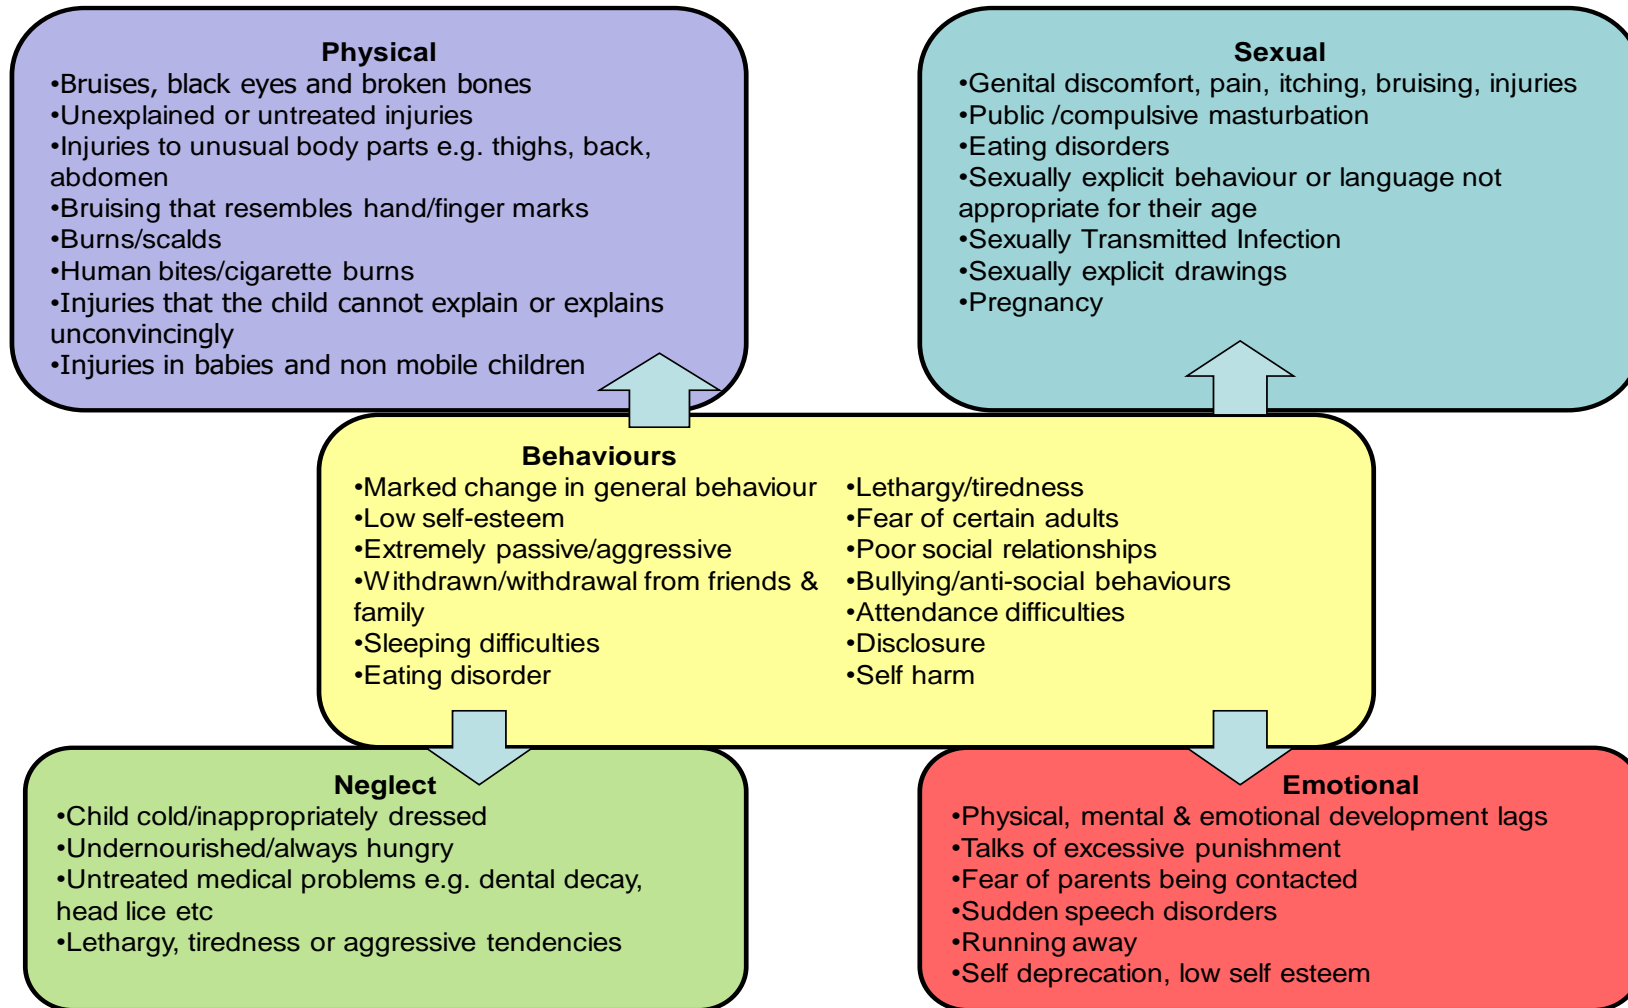 Physical
•Bruises, black eyes and broken bones
•Unexplained or untreated injuries
•Injuries to unusual body parts e.g. thighs, back,
abdomen
•Bruising that resembles hand/finger marks
•Burns/scalds
•Human bites/cigarette burns
•Injuries that the child cannot explain or explains
unconvincingly
•Injuries in babies and non mobile children
Sexual
•Genital discomfort, pain, itching, bruising, injuries
•Public /compulsive masturbation
•Eating disorders
•Sexually explicit behaviour or language not
appropriate for their age
•Sexually Transmitted Infection
•Sexually explicit drawings
•Pregnancy
Behaviours
•Marked change in general behaviour
•Low self-esteem
•Extremely passive/aggressive
•Withdrawn/withdrawal from friends &
family
•Sleeping difficulties
•Eating disorder
•Lethargy/tiredness
•Fear of certain adults
•Poor social relationships
•Bullying/anti-social behaviours
•Attendance difficulties
•Disclosure
•Self harm
Neglect
•Child cold/inappropriately dressed
•Undernourished/always hungry
•Untreated medical problems e.g. dental decay,
head lice etc
•Lethargy, tiredness or aggressive tendencies
Emotional
•Physical, mental & emotional development lags
•Talks of excessive punishment
•Fear of parents being contacted
•Sudden speech disorders
•Running away
•Self deprecation, low self esteem